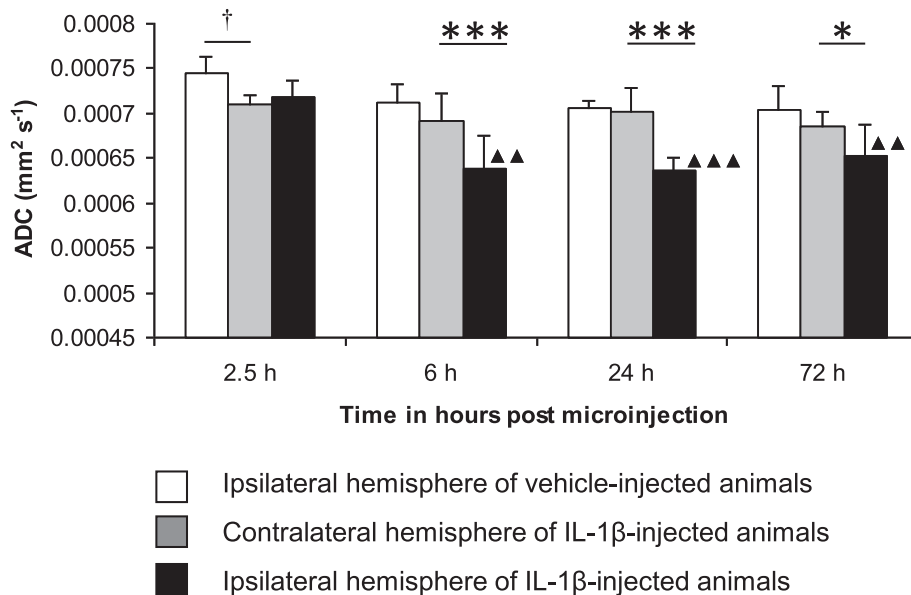 0.0008
†
***
***
*
0.00075
0.0007
0.00065
▲▲
▲▲▲
▲▲
0.0006
0.00055
0.0005
0.00045
ADC (mm² s⁻¹)
2.5 h
6 h
24 h
72 h
Time in hours post microinjection
Ipsilateral hemisphere of vehicle-injected animals
Contralateral hemisphere of IL-1β-injected animals
Ipsilateral hemisphere of IL-1β-injected animals